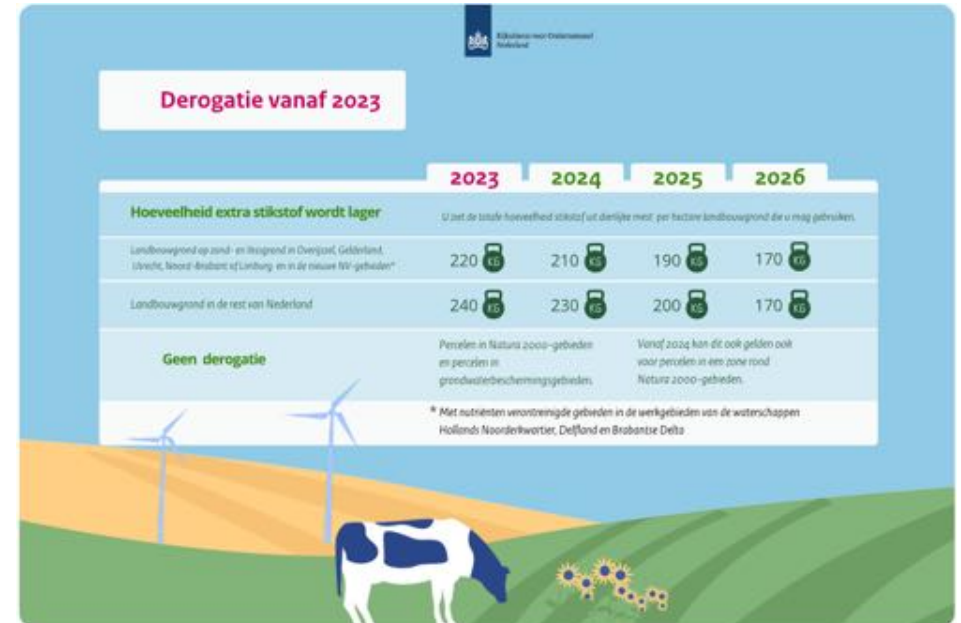 Rijksdienst voor Ondernemend
Nederland
Derogatie vanaf 2023
2023 2024 2025 2026
Hoeveelheid extra stikstof wordt lager
U ziet de totale hoeveelheid stikstof uit dierlijke mest per hectare landbouwgrond die u mag gebruiken.
Landbouwgrond op zand- en lössgrond in Overijssel, Gelderland,
Utrecht, Noord-Brabant of Limburg en in de nieuwe NV-gebieden*
220 KG 210 KG 190 KG 170 KG
Landbouwgrond in de rest van Nederland
240 KG 230 KG 200 KG 170 KG
Geen derogatie
Percelen in Natura 2000-gebieden
en percelen in
grondwaterbeschermingsgebieden.
Vanaf 2024 kan dit ook gelden ook
voor percelen in een zone rond
Natura 2000-gebieden.
* Met nutriënten verontreinigde gebieden in de werkgebieden van de waterschappen
Hollands Noorderkwartier, Delfland en Brabantse Delta